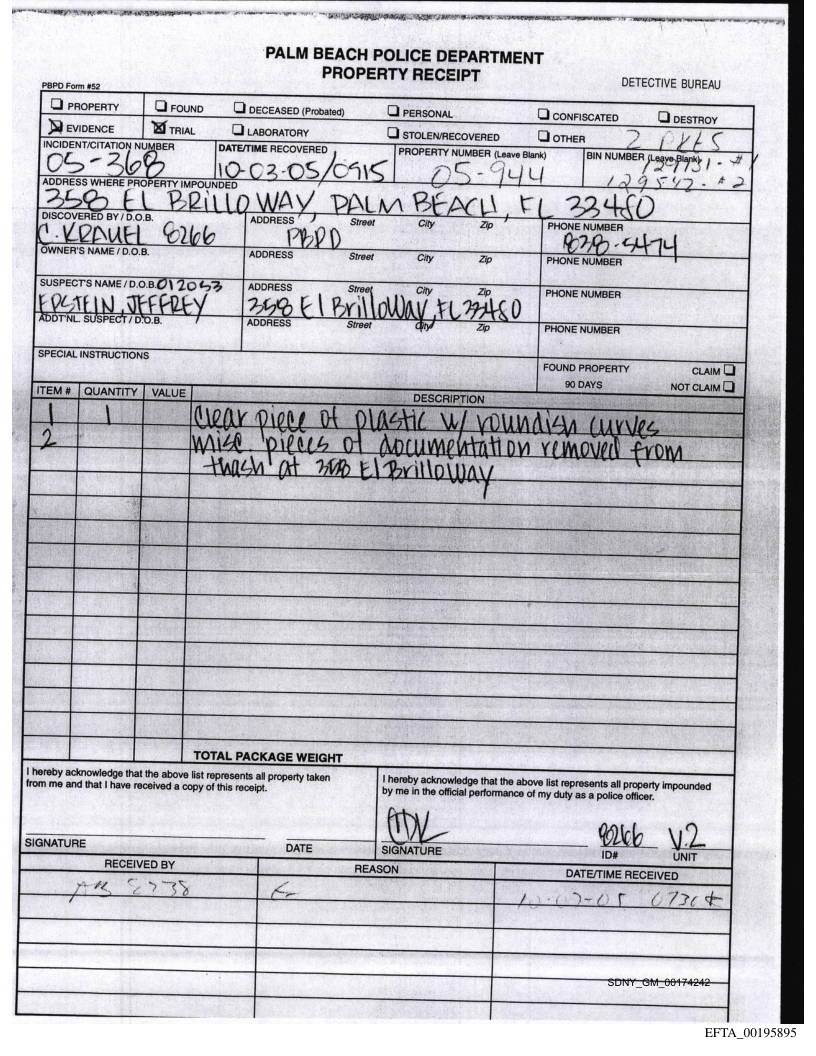 PALM BEACH POLICE DEPARTMENT
PROPERTY RECEIPT
PBPD Form #52
DETECTIVE BUREAU
PROPERTY FOUND DECEASED (Probated) PERSONAL CONFISCATED DESTROY
EVIDENCE TRIAL LABORATORY STOLEN/RECOVERED OTHER 2 PKES
INCIDENT/CITATION NUMBER DATE/TIME RECOVERED PROPERTY NUMBER (Leave Blank) BIN NUMBER (Leave Blank)
05-368 10-03-05/0915 05-944 129542-#2
ADDRESS WHERE PROPERTY IMPOUNDED
358 EL BRILLO WAY, PALM BEACH, FL 33480
DISCOVERED BY / D.O.B. ADDRESS Street City Zip PHONE NUMBER
C. KRAUEL 8266 PBPD 838-5474
OWNER'S NAME / D.O.B. ADDRESS Street City Zip PHONE NUMBER
SUSPECT'S NAME / D.O.B. 012053 ADDRESS Street City Zip PHONE NUMBER
EPSTEIN, JEFFREY 358 El Brillo Way, FL 33480
ADDT'NL. SUSPECT / D.O.B. ADDRESS Street City Zip PHONE NUMBER
SPECIAL INSTRUCTIONS
FOUND PROPERTY CLAIM
90 DAYS NOT CLAIM
ITEM # QUANTITY VALUE DESCRIPTION
1 1 Clear piece of plastic w/ roundish curves
2 misc. pieces of documentation removed from
trash at 358 El Brillo Way
TOTAL PACKAGE WEIGHT
I hereby acknowledge that the above list represents all property taken
from me and that I have received a copy of this receipt.
I hereby acknowledge that the above list represents all property impounded
by me in the official performance of my duty as a police officer.
8266 V.2
SIGNATURE DATE SIGNATURE ID# UNIT
RECEIVED BY REASON DATE/TIME RECEIVED
8738
SDNY_GM_00174242
EFTA_00195895